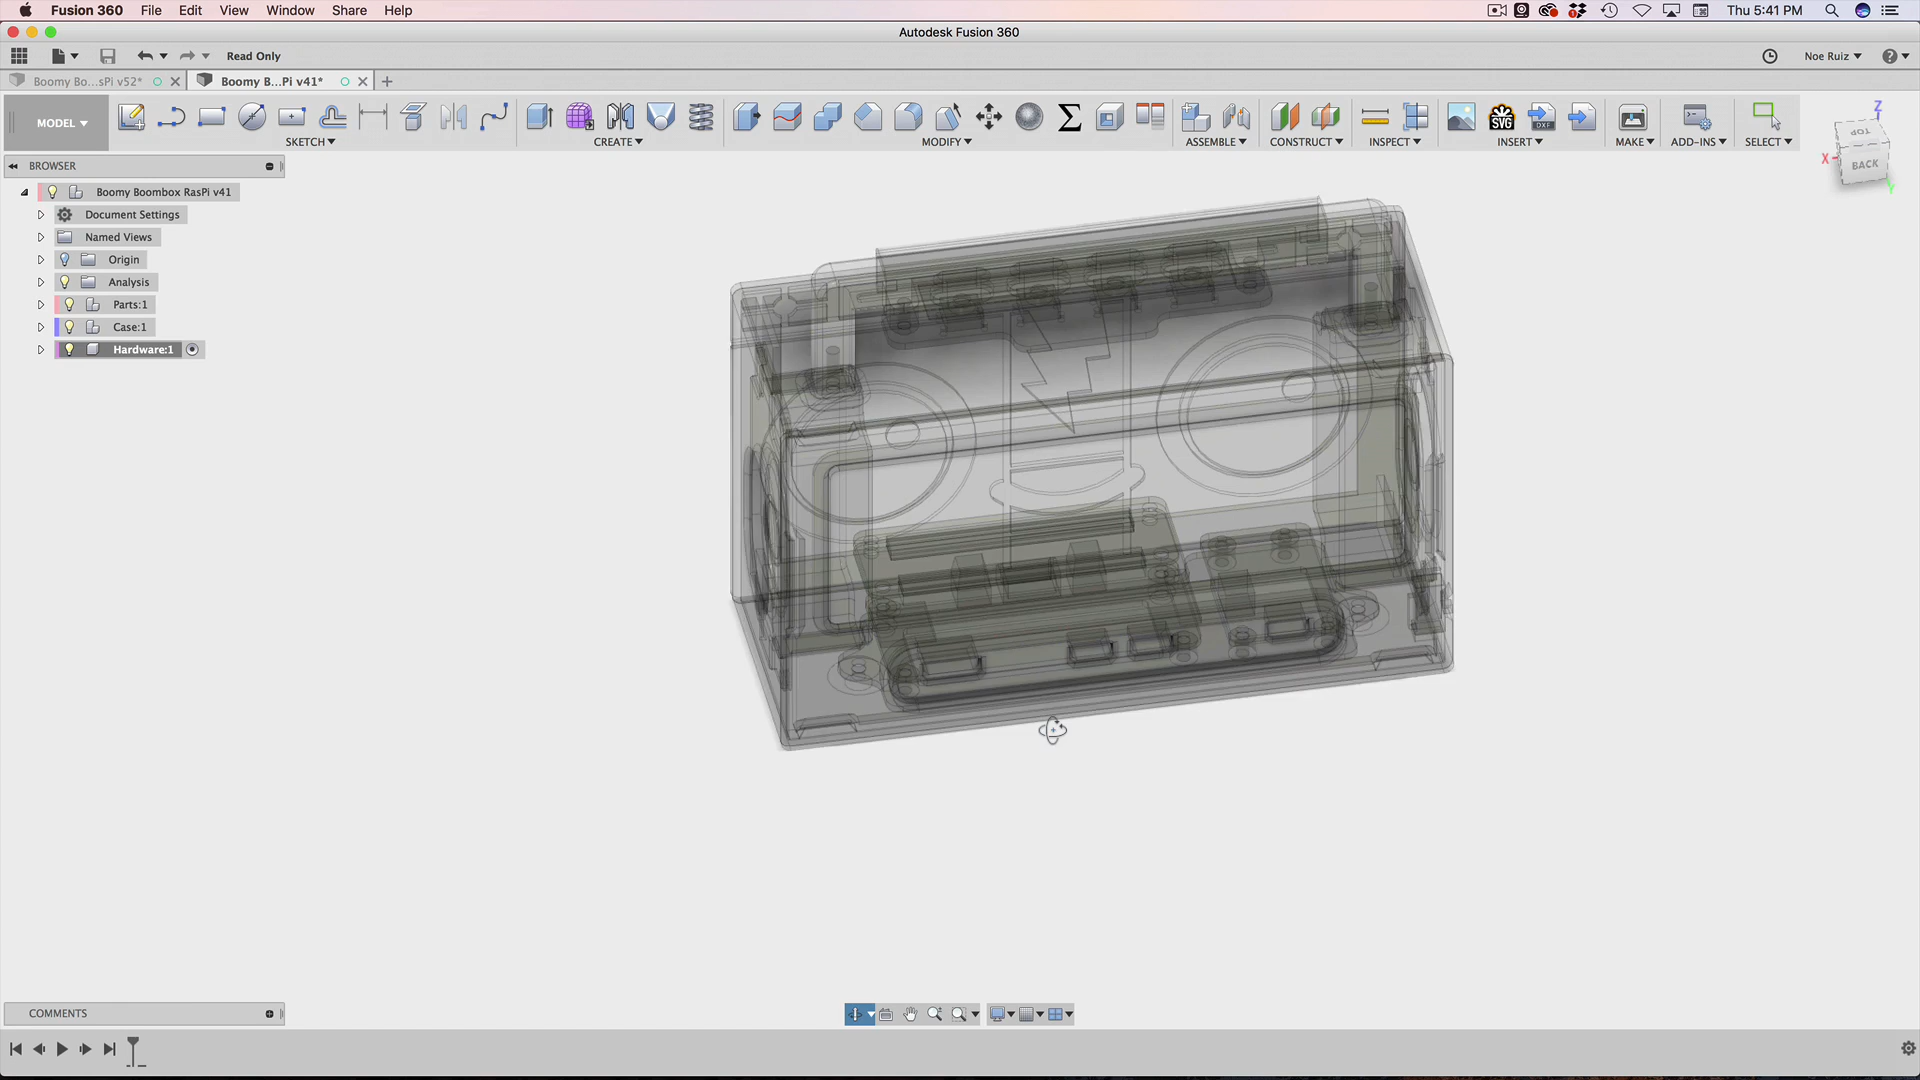 Fusion 360 File Edit View Window Share Help Thu 5:41 PM
Autodesk Fusion 360
Read Only Noe Ruiz
Boomy Bo...sPi v52* Boomy B...Pi v41*
MODEL SKETCH CREATE MODIFY ASSEMBLE CONSTRUCT INSPECT INSERT MAKE ADD-INS SELECT
SVG DXF
TOP
BACK
X Y Z
BROWSER
Boomy Boombox RasPi v41
Document Settings
Named Views
Origin
Analysis
Parts:1
Case:1
Hardware:1
COMMENTS